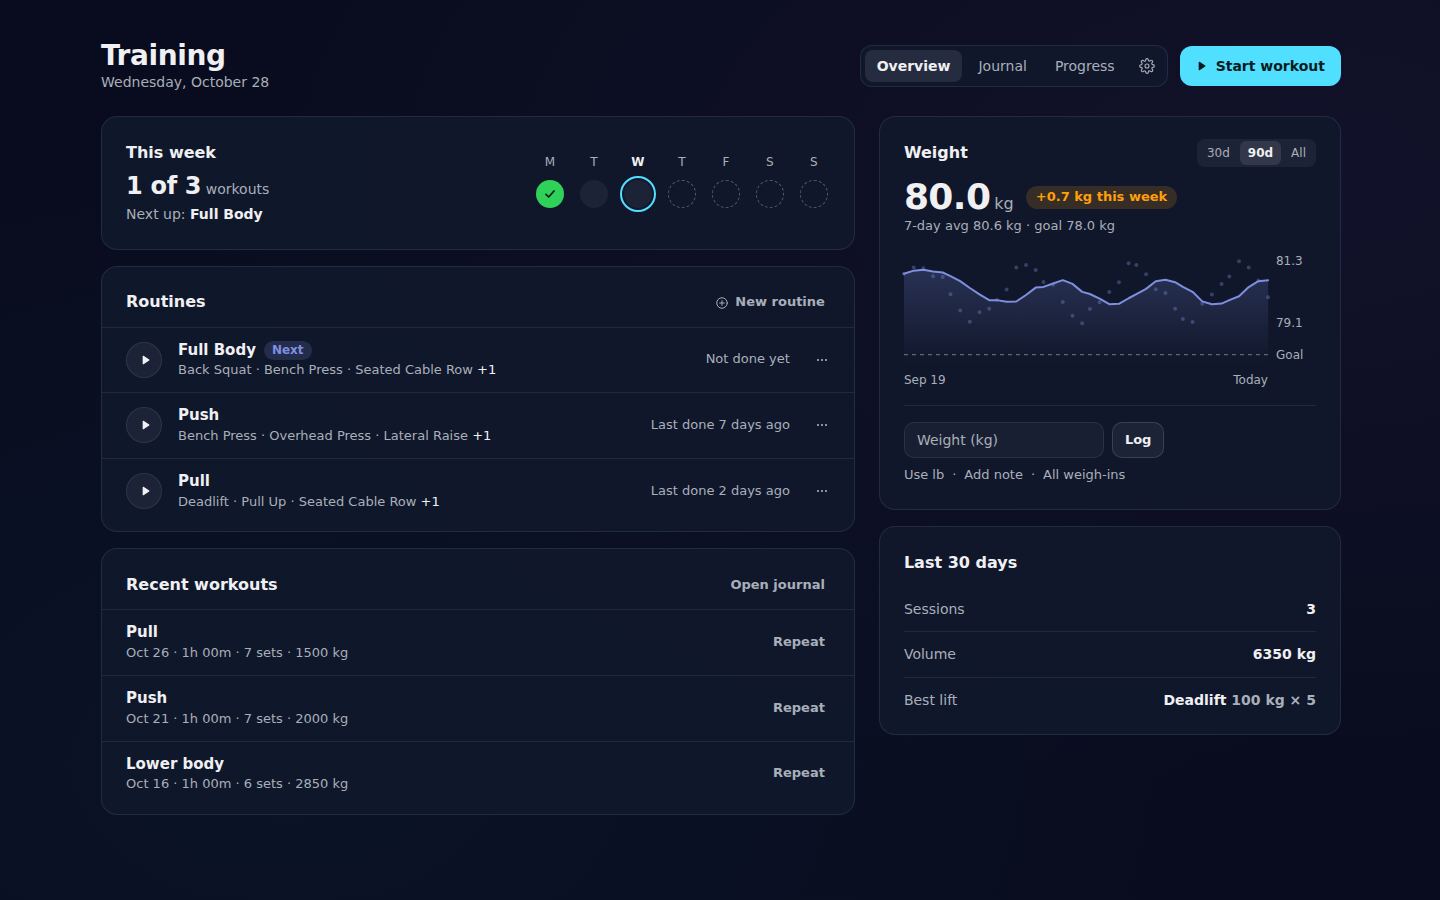 Training
Wednesday, October 28
Overview Journal Progress
Start workout
This week
1 of 3 workouts
Next up: Full Body
M T W T F S S
Routines
New routine
Full Body Next
Back Squat · Bench Press · Seated Cable Row +1
Not done yet
Push
Bench Press · Overhead Press · Lateral Raise +1
Last done 7 days ago
Pull
Deadlift · Pull Up · Seated Cable Row +1
Last done 2 days ago
Recent workouts
Open journal
Pull
Oct 26 · 1h 00m · 7 sets · 1500 kg
Repeat
Push
Oct 21 · 1h 00m · 7 sets · 2000 kg
Repeat
Lower body
Oct 16 · 1h 00m · 6 sets · 2850 kg
Repeat
Weight
30d 90d All
80.0 kg +0.7 kg this week
7-day avg 80.6 kg · goal 78.0 kg
81.3
79.1
Goal
Sep 19 Today
Weight (kg) Log
Use lb · Add note · All weigh-ins
Last 30 days
Sessions 3
Volume 6350 kg
Best lift Deadlift 100 kg × 5